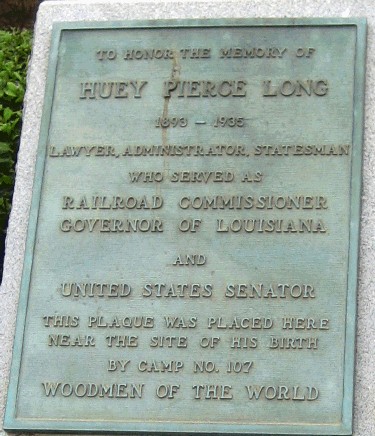 TO HONOR THE MEMORY OF
HUEY PIERCE LONG
1893 – 1935
LAWYER, ADMINISTRATOR, STATESMAN
WHO SERVED AS
RAILROAD COMMISSIONER
GOVERNOR OF LOUISIANA
AND
UNITED STATES SENATOR
THIS PLAQUE WAS PLACED HERE
NEAR THE SITE OF HIS BIRTH
BY CAMP NO. 107
WOODMEN OF THE WORLD